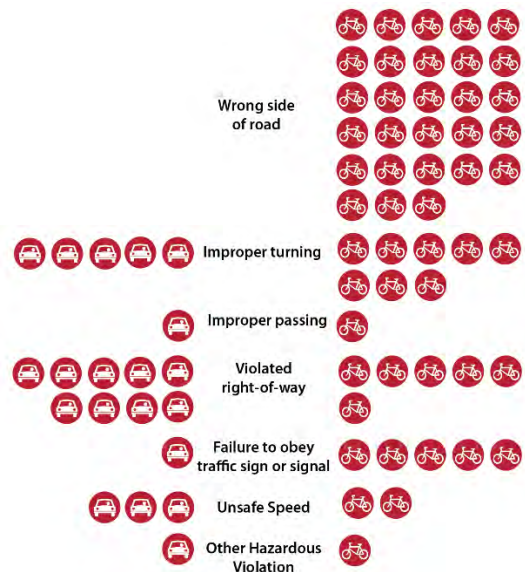 Wrong side
of road
Improper turning
Improper passing
Violated
right-of-way
Failure to obey
traffic sign or signal
Unsafe Speed
Other Hazardous
Violation